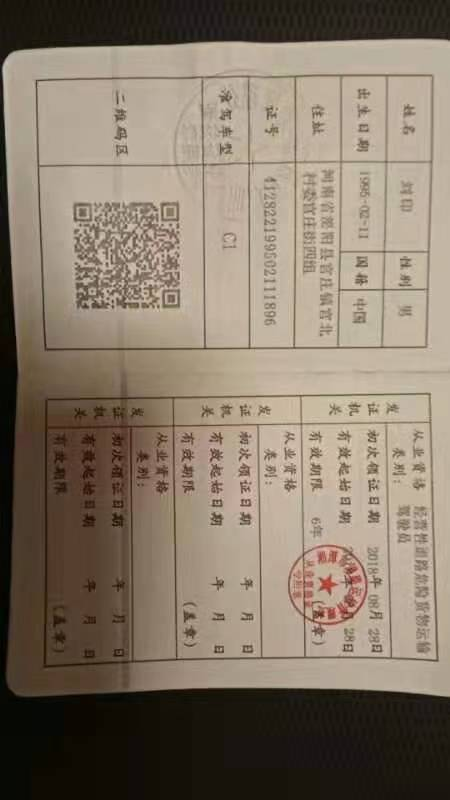 姓名 刘印 性别 男
出生日期 1995-02-11 国籍 中国
住址 河南省泌阳县官庄镇官北
村委官庄街四组
证号 412822199502111896
准驾车型 C1
二维码区
发证机关
从业资格类别： 经营性道路危险货物运输
驾驶员
初次领证日期 2018年08月28日
有效起始日期 08月28日
有效期限 6年 （盖章）
发证机关
从业资格类别：
初次领证日期 年 月 日
有效起始日期 年 月 日
有效期限 （盖章）
发证机关
从业资格类别：
初次领证日期 年 月 日
有效起始日期 年 月 日
有效期限 （盖章）